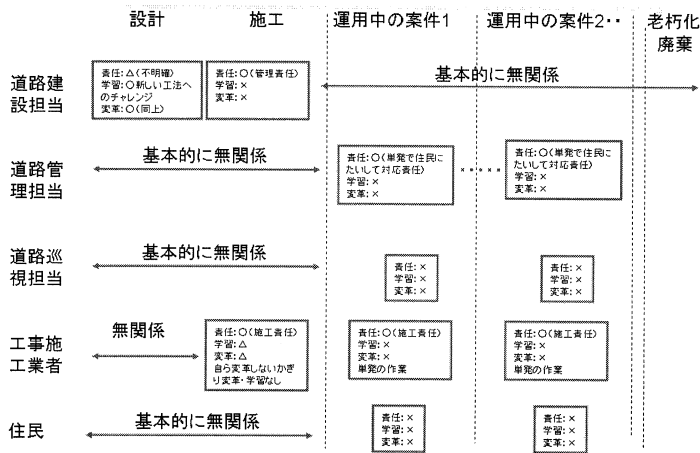 設計 施工 運用中の案件1 運用中の案件2・・ 老朽化
廃棄
道路建
設担当
責任:△(不明確)
学習:○新しい工法へ
のチャレンジ
変革:○(同上)
責任:○(管理責任)
学習:×
変革:×
基本的に無関係
道路管
理担当
基本的に無関係
責任:○(単発で住民に
たいして対応責任)
学習:×
変革:×
・・・・・
責任:○(単発で住民に
たいして対応責任)
学習:×
変革:×
道路巡
視担当
基本的に無関係
責任:×
学習:×
変革:×
責任:×
学習:×
変革:×
工事施
工業者
無関係
責任:○(施工責任)
学習:△
変革:△
自ら変革しないかぎ
り変革・学習なし
責任:○(施工責任)
学習:×
変革:×
単発の作業
責任:○(施工責任)
学習:×
変革:×
単発の作業
住民
基本的に無関係
責任:×
学習:×
変革:×
責任:×
学習:×
変革:×